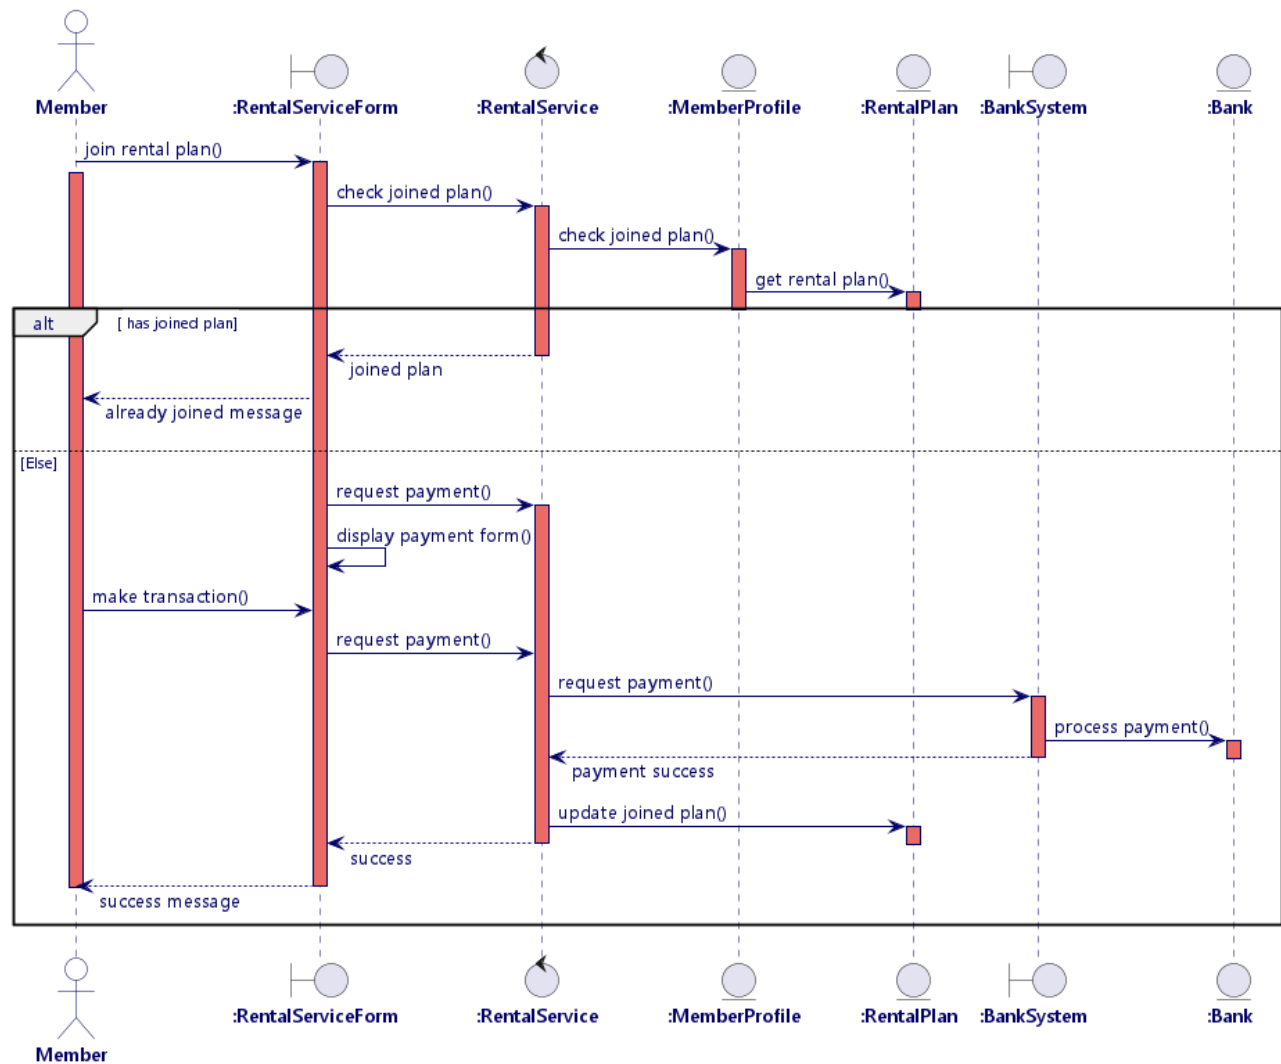 Member
:RentalServiceForm
:RentalService
:MemberProfile
:RentalPlan
:BankSystem
:Bank
join rental plan()
check joined plan()
check joined plan()
get rental plan()
alt
[ has joined plan]
joined plan
already joined message
[Else]
request payment()
display payment form()
make transaction()
request payment()
request payment()
process payment()
payment success
update joined plan()
success
success message
:RentalServiceForm
:RentalService
:MemberProfile
:RentalPlan
:BankSystem
:Bank
Member